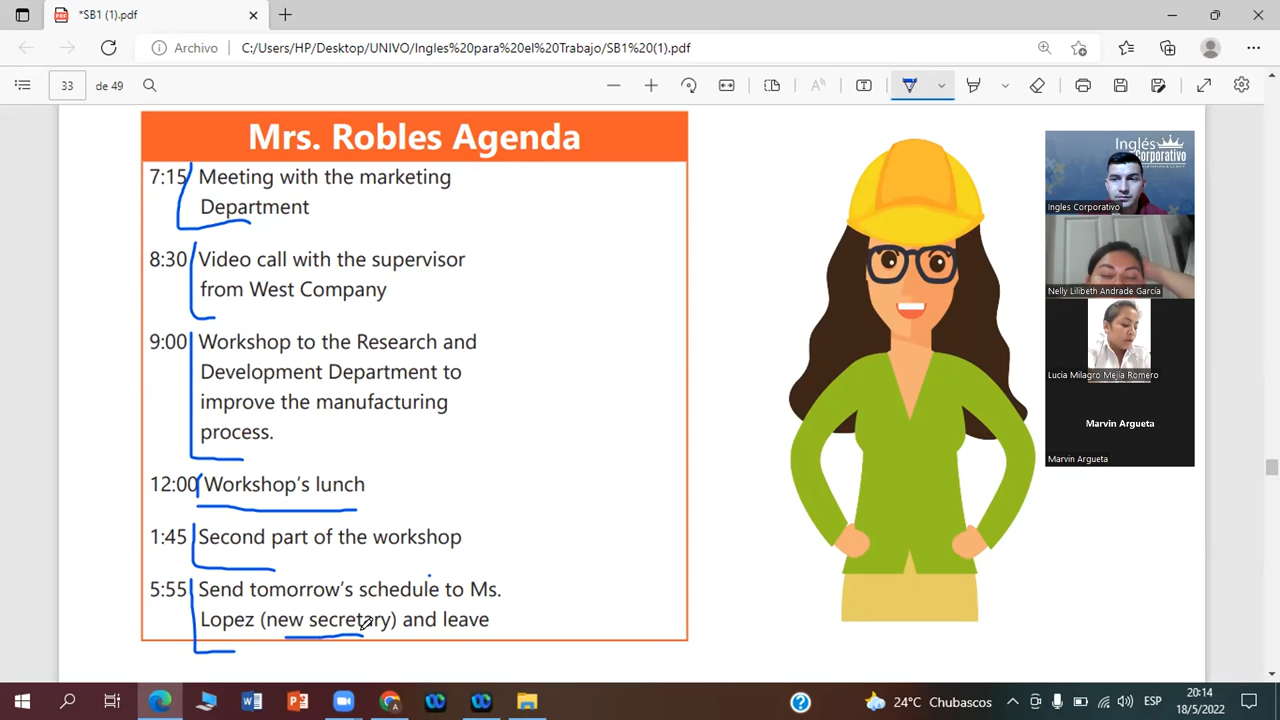 *SB1 (1).pdf
Archivo
C:/Users/HP/Desktop/UNIVO/Ingles%20para%20el%20Trabajo/SB1%20(1).pdf
33 de 49
Mrs. Robles Agenda
7:15 Meeting with the marketing
Department
8:30 Video call with the supervisor
from West Company
9:00 Workshop to the Research and
Development Department to
improve the manufacturing
process.
12:00 Workshop's lunch
1:45 Second part of the workshop
5:55 Send tomorrow's schedule to Ms.
Lopez (new secretary) and leave
Inglés
Corporativo
Ingles Corporativo
Nelly Lilibeth Andrade García
Lucia Milagro Mejia Romero
Marvin Argueta
Marvin Argueta
24°C Chubascos
ESP
20:14
18/5/2022